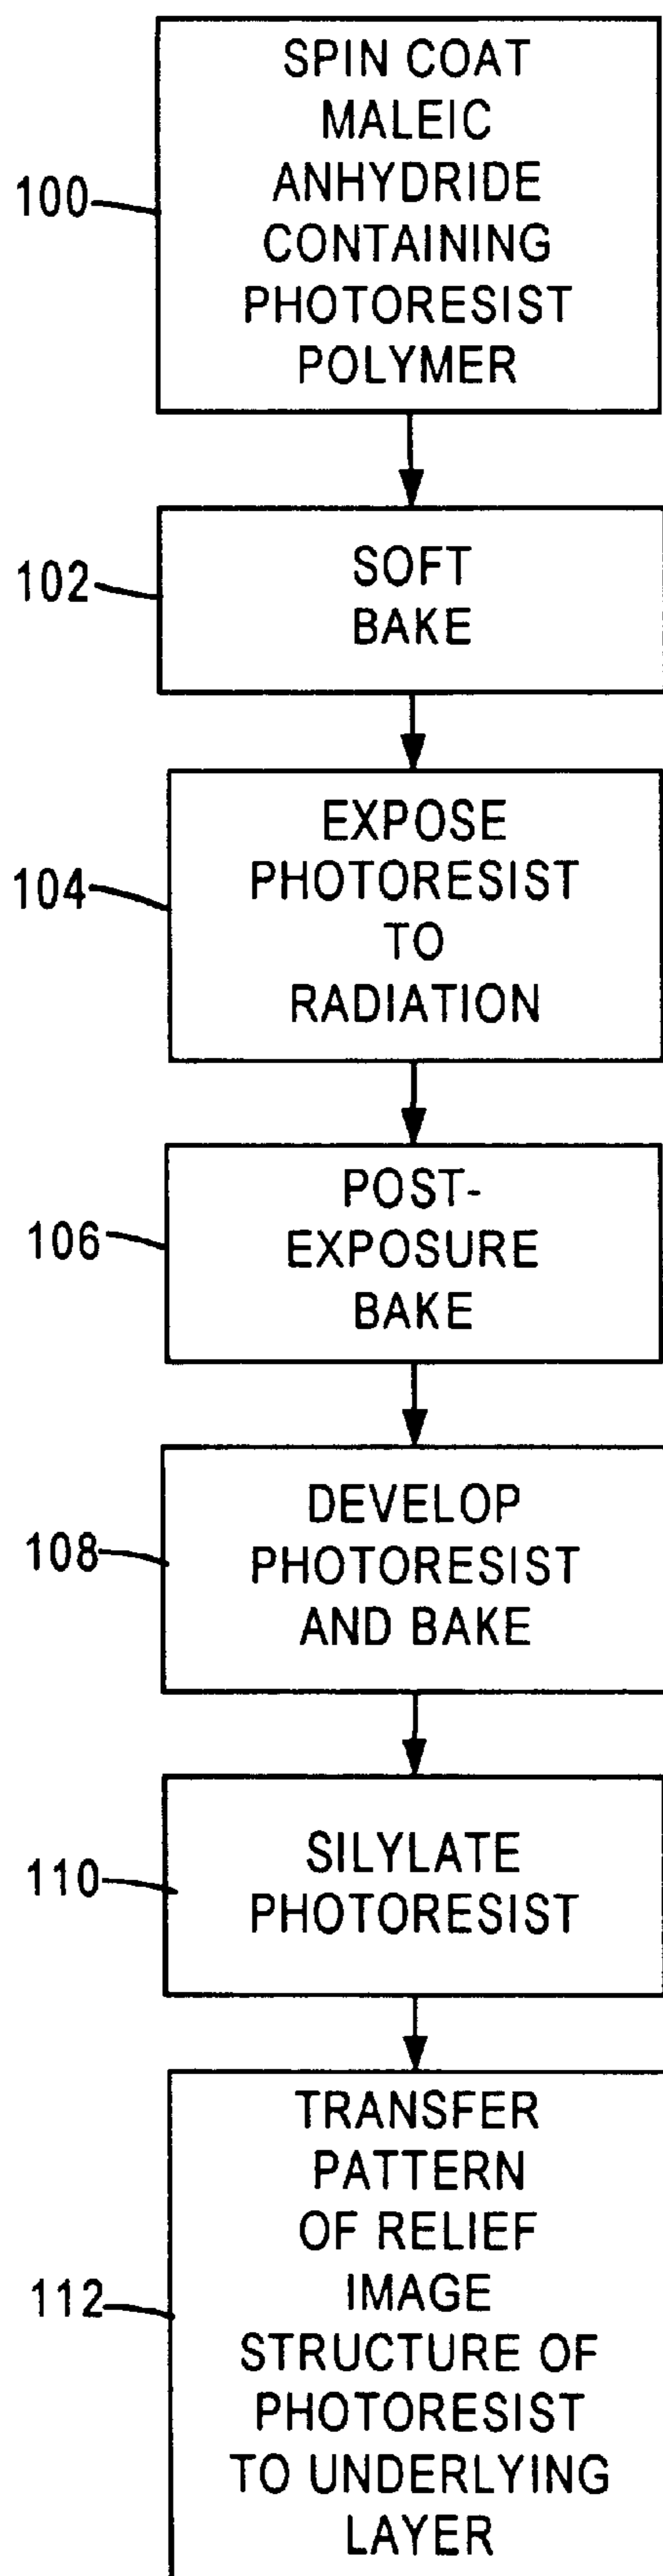 SPIN COAT
MALEIC
ANHYDRIDE
CONTAINING
PHOTORESIST
POLYMER
100
SOFT
BAKE
102
EXPOSE
PHOTORESIST
TO
RADIATION
104
POST-
EXPOSURE
BAKE
106
DEVELOP
PHOTORESIST
AND BAKE
108
SILYLATE
PHOTORESIST
110
TRANSFER
PATTERN
OF RELIEF
IMAGE
STRUCTURE OF
PHOTORESIST
TO UNDERLYING
LAYER
112